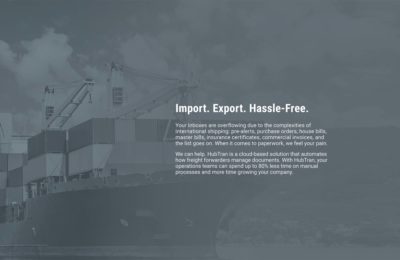 Import. Export. Hassle-Free.
Your inboxes are overflowing due to the complexities of
international shipping: pre-alerts, purchase orders, house bills,
master bills, insurance certificates, commercial invoices, and
the list goes on. When it comes to paperwork, we feel your pain.
We can help. HubTran is a cloud-based solution that automates
how freight forwarders manage documents. With HubTran, your
operations teams can spend up to 80% less time on manual
processes and more time growing your company.